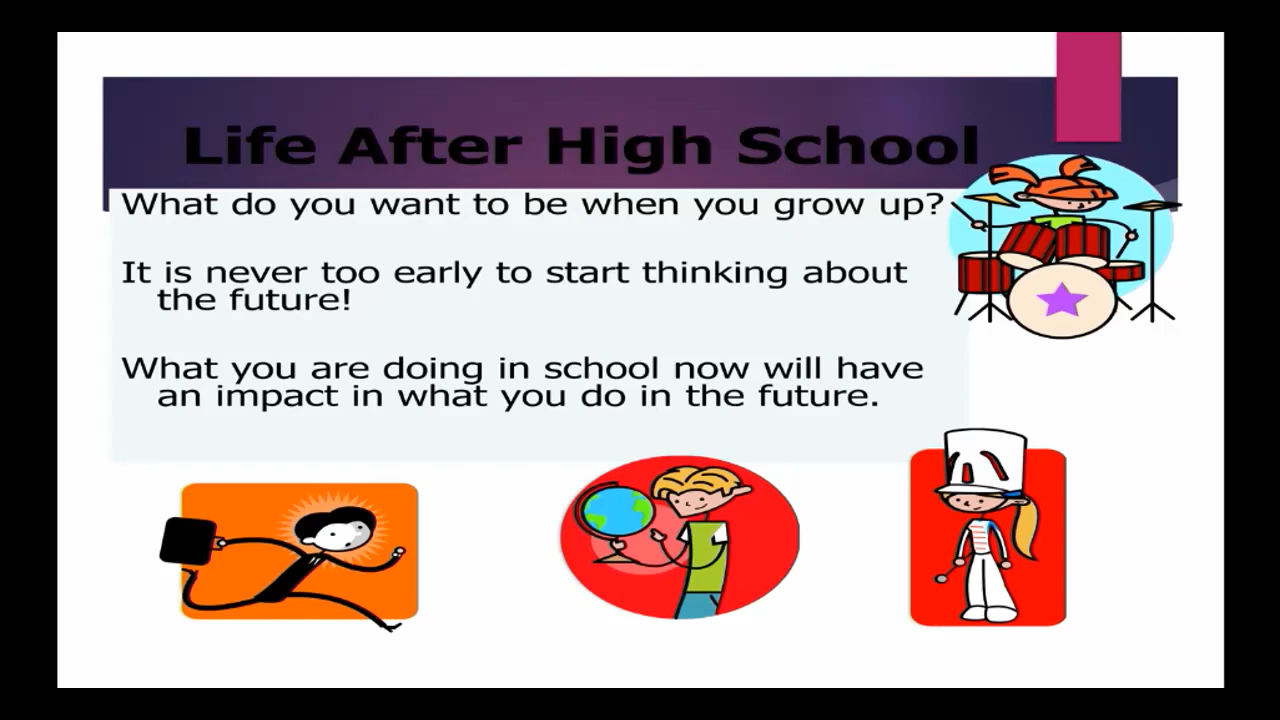 Life After High School
What do you want to be when you grow up?
It is never too early to start thinking about
the future!
What you are doing in school now will have
an impact in what you do in the future.